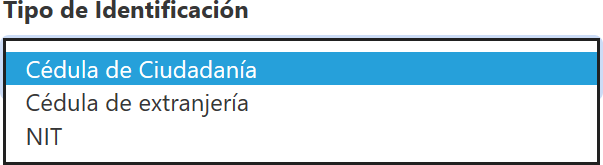 Tipo de Identificación
Cédula de Ciudadanía
Cédula de extranjería
NIT